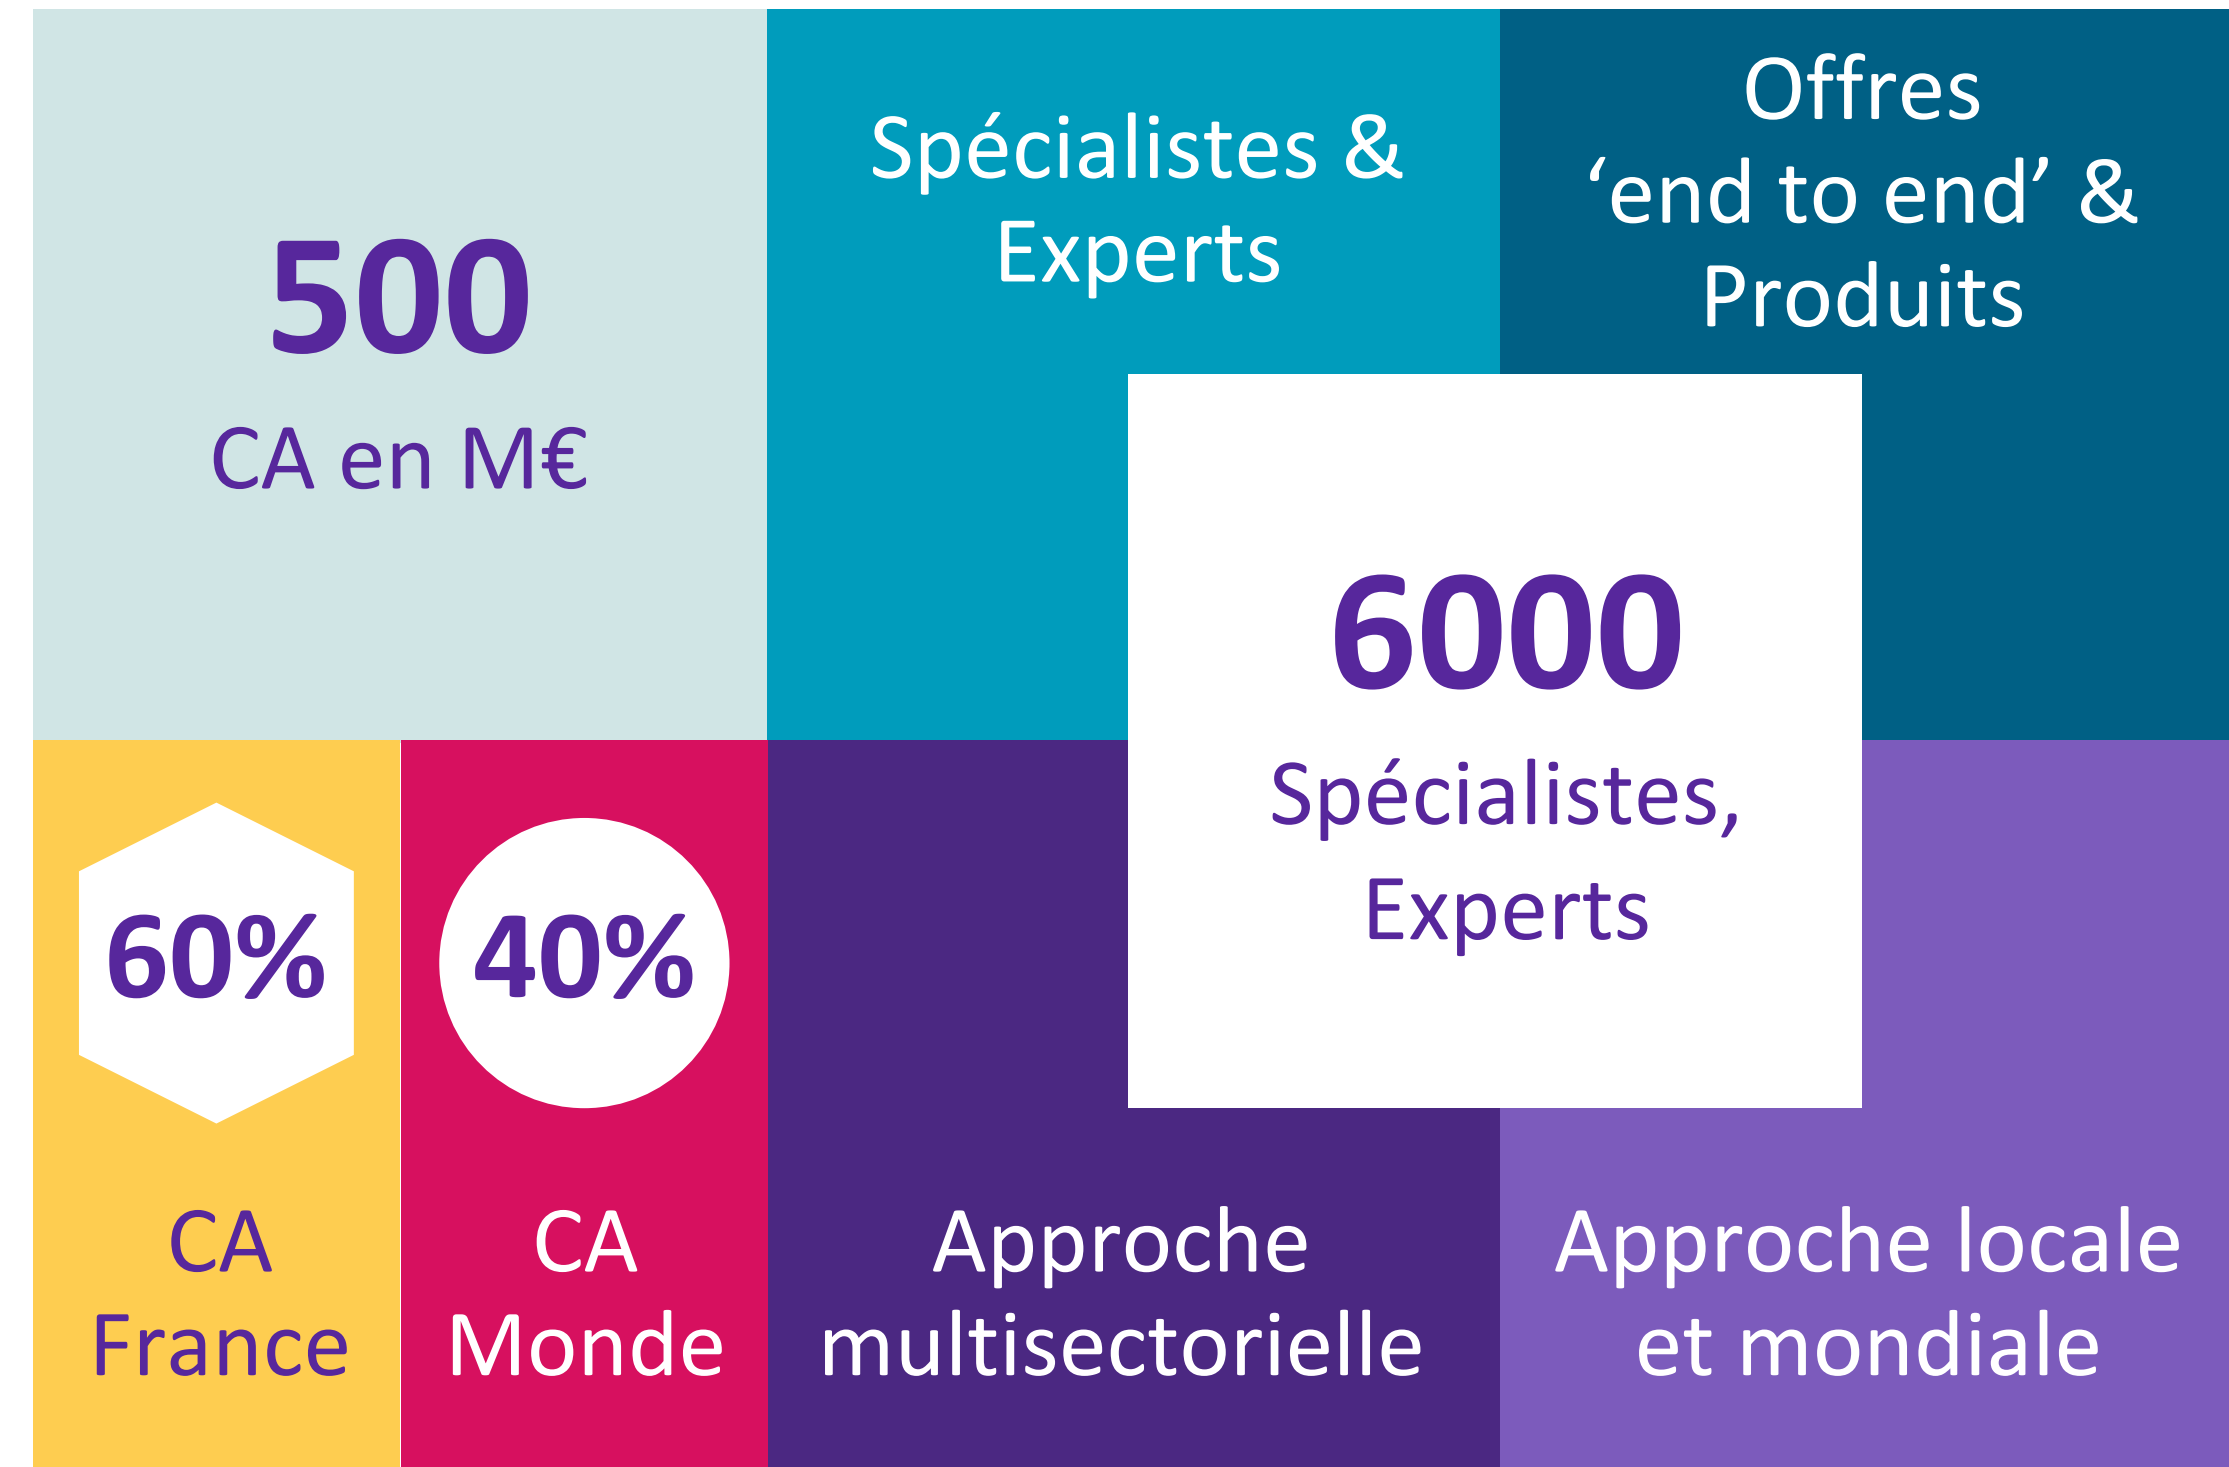 500
CA en M€
Spécialistes &
Experts
Offres
‘end to end’ &
Produits
6000
Spécialistes,
Experts
60%
CA
France
40%
CA
Monde
Approche
multisectorielle
Approche locale
et mondiale